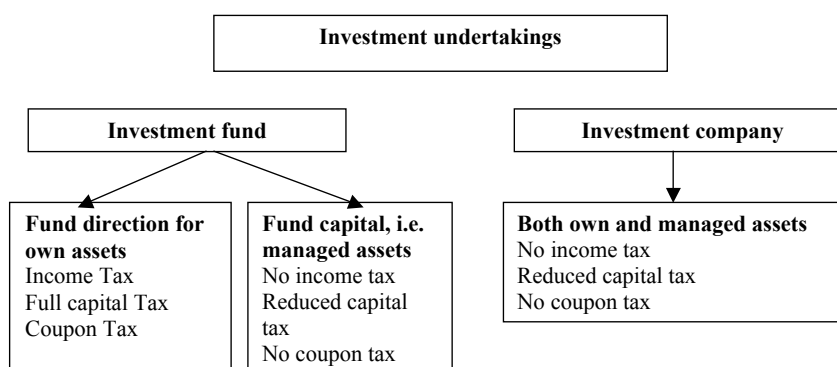 Investment undertakings
Investment fund
Investment company
Fund direction for
own assets
Income Tax
Full capital Tax
Coupon Tax
Fund capital, i.e.
managed assets
No income tax
Reduced capital
tax
No coupon tax
Both own and managed assets
No income tax
Reduced capital tax
No coupon tax